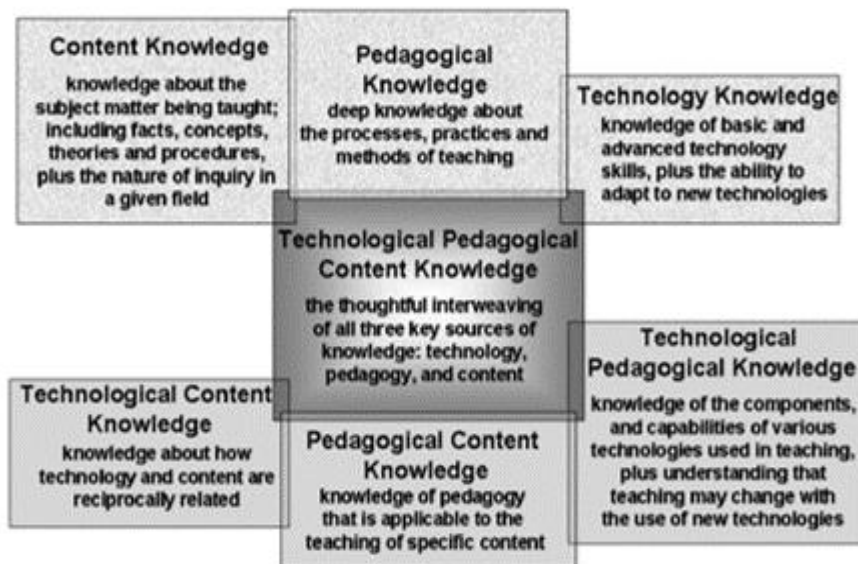 Content Knowledge
knowledge about the
subject matter being taught;
including facts, concepts,
theories and procedures,
plus the nature of inquiry in
a given field
Pedagogical
Knowledge
deep knowledge about
the processes, practices and
methods of teaching
Technology Knowledge
knowledge of basic and
advanced technology
skills, plus the ability to
adapt to new technologies
Technological Pedagogical
Content Knowledge
the thoughtful interweaving
of all three key sources of
knowledge: technology,
pedagogy, and content
Technological Content
Knowledge
knowledge about how
technology and content are
reciprocally related
Pedagogical Content
Knowledge
knowledge of pedagogy
that is applicable to the
teaching of specific content
Technological
Pedagogical Knowledge
knowledge of the components,
and capabilities of various
technologies used in teaching,
plus understanding that
teaching may change with
the use of new technologies